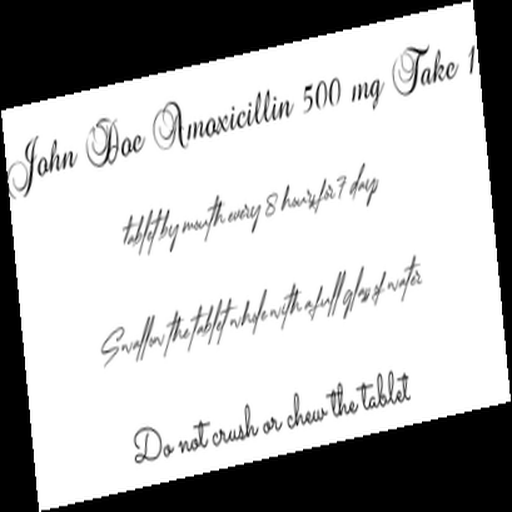 John Doe Amoxicillin 500 mg Take 1
tablet by mouth every 8 hours for 7 days
Swallow the tablet whole with a full glass of water
Do not crush or chew the tablet